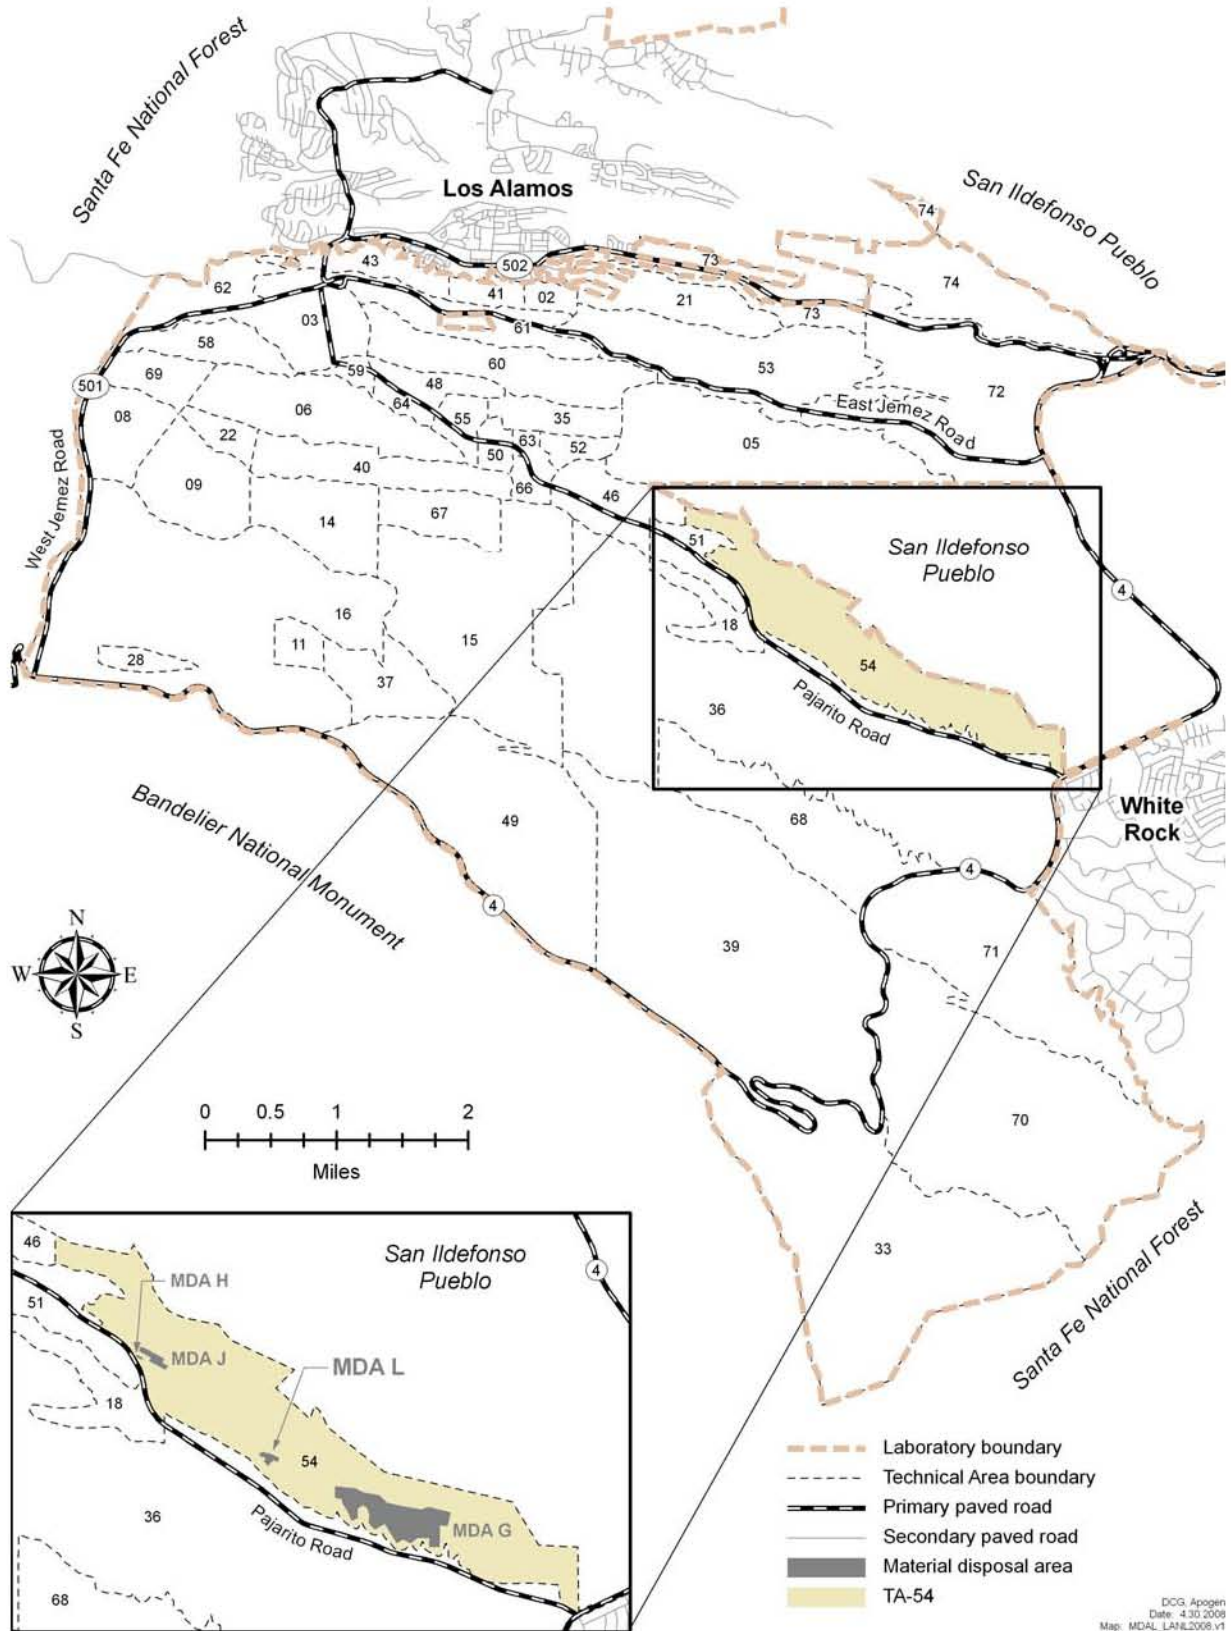 Santa Fe National Forest
Los Alamos
San Ildefonso Pueblo
74
74
43
502
73
62
41
02
21
73
03
61
58
60
53
59
69
48
72
501
64
08
06
55
35
East Jemez Road
22
63
52
05
50
40
West Jemez Road
09
66
46
67
14
51
San Ildefonso
Pueblo
4
16
18
15
11
28
54
37
36
Pajarito Road
White
Rock
Bandelier National Monument
49
68
4
4
39
71
N
W E
S
0 0.5 1 2
Miles
70
33
Santa Fe National Forest
46
San Ildefonso
Pueblo
4
MDA H
51
MDA J
MDA L
18
54
36
Pajarito Road
MDA G
68
Laboratory boundary
Technical Area boundary
Primary paved road
Secondary paved road
Material disposal area
TA-54
DCG, Apogen
Date: 4.30.2008
Map: MDAL_LANL2008.v1